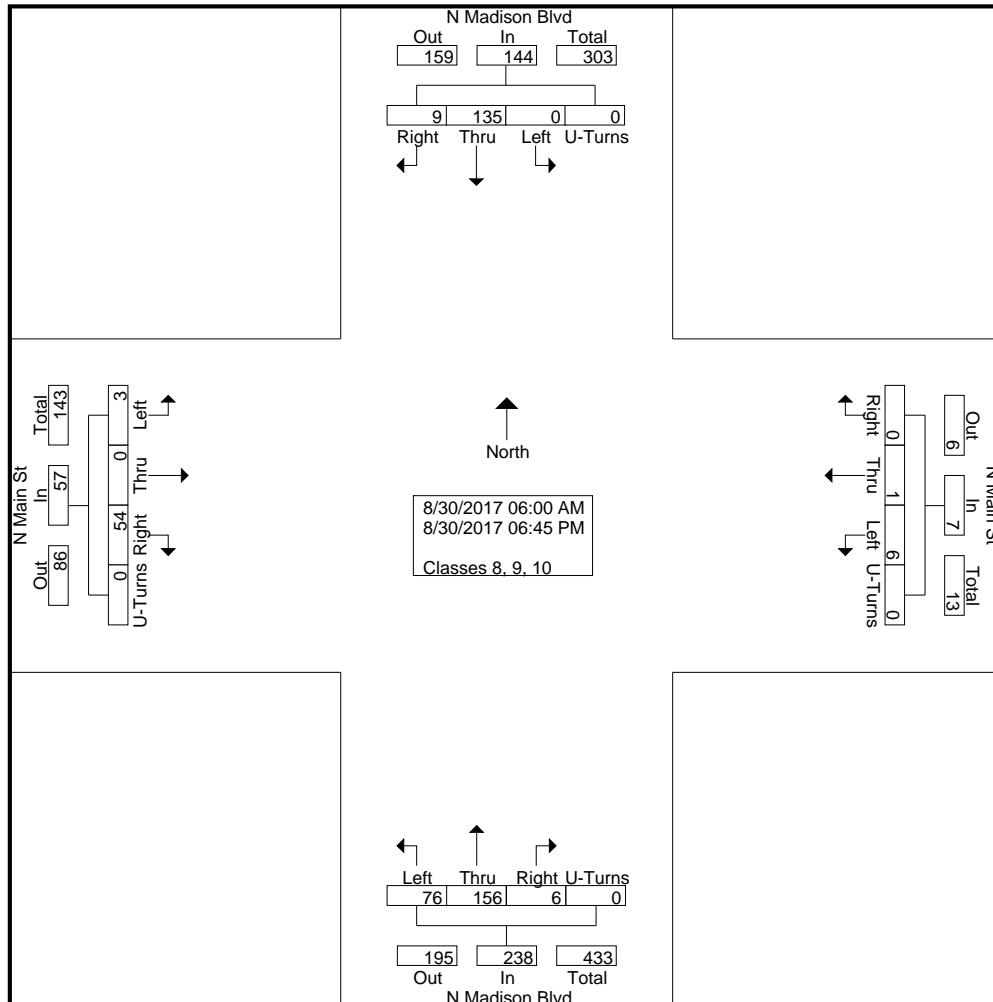 N Madison Blvd
Out In Total
159 144 303
9 135 0 0
Right Thru Left U-Turns
N Main St
Total In Out
143 57 86
3 0 54 0
Left Thru Right U-Turns
North
8/30/2017 06:00 AM
8/30/2017 06:45 PM
Classes 8, 9, 10
Right Thru Left U-Turns
0 1 6 0
Out In Total
6 7 13
N Main St
Left Thru Right U-Turns
76 156 6 0
195 238 433
Out In Total
N Madison Blvd